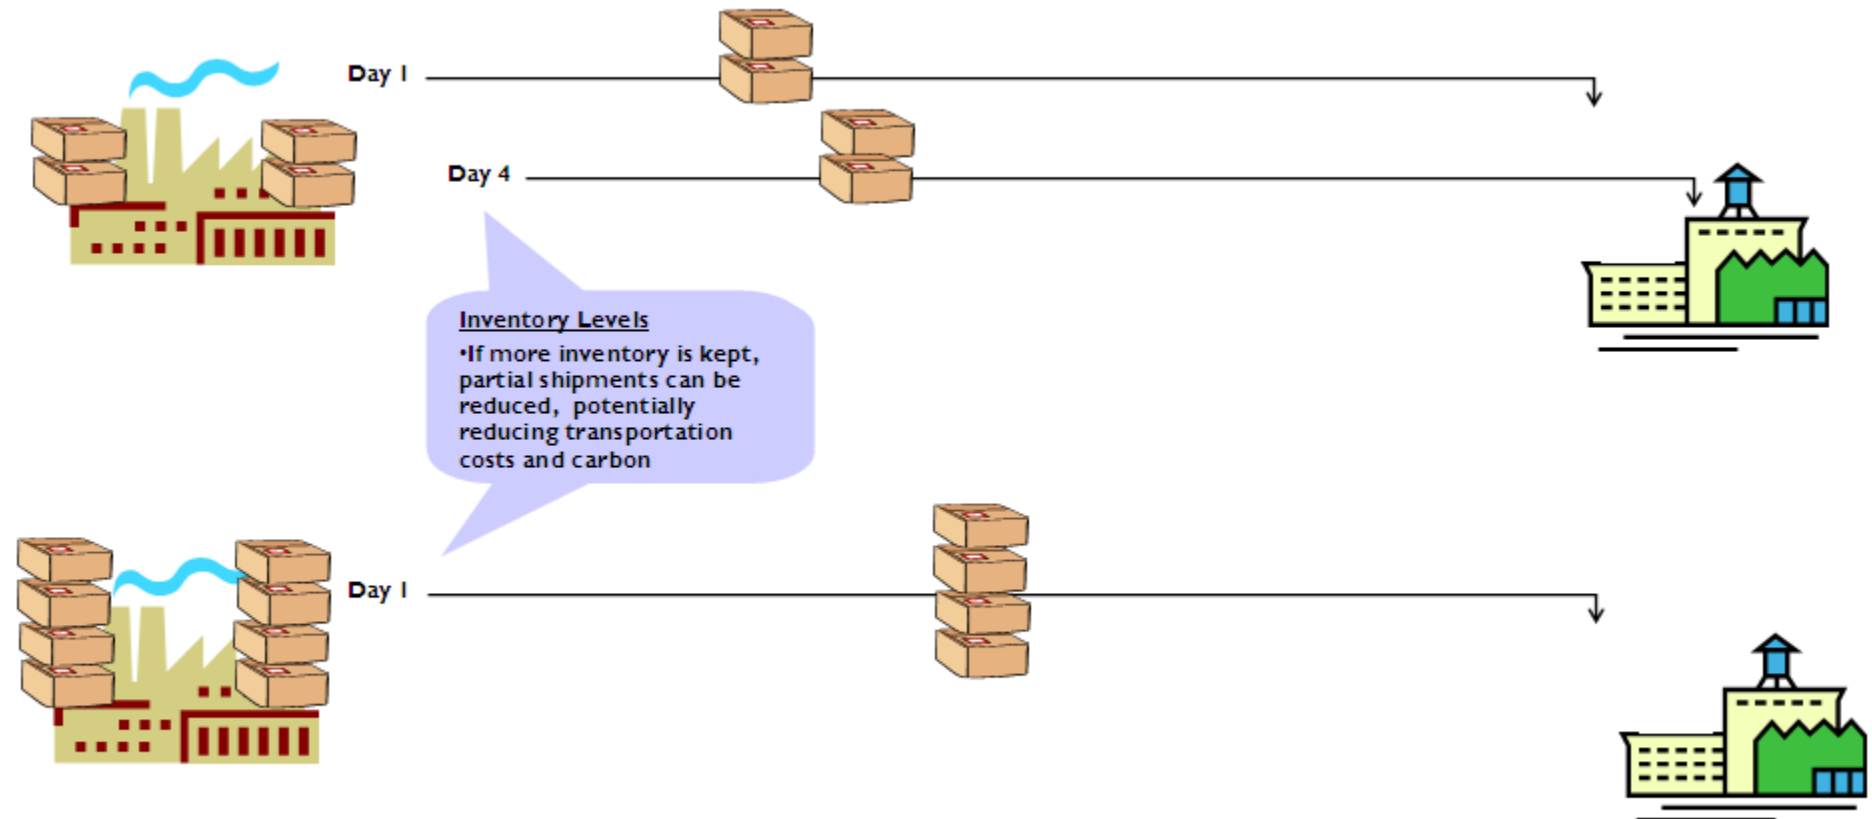 Day 1
Day 4
Inventory Levels
•If more inventory is kept,
partial shipments can be
reduced, potentially
reducing transportation
costs and carbon
Day 1